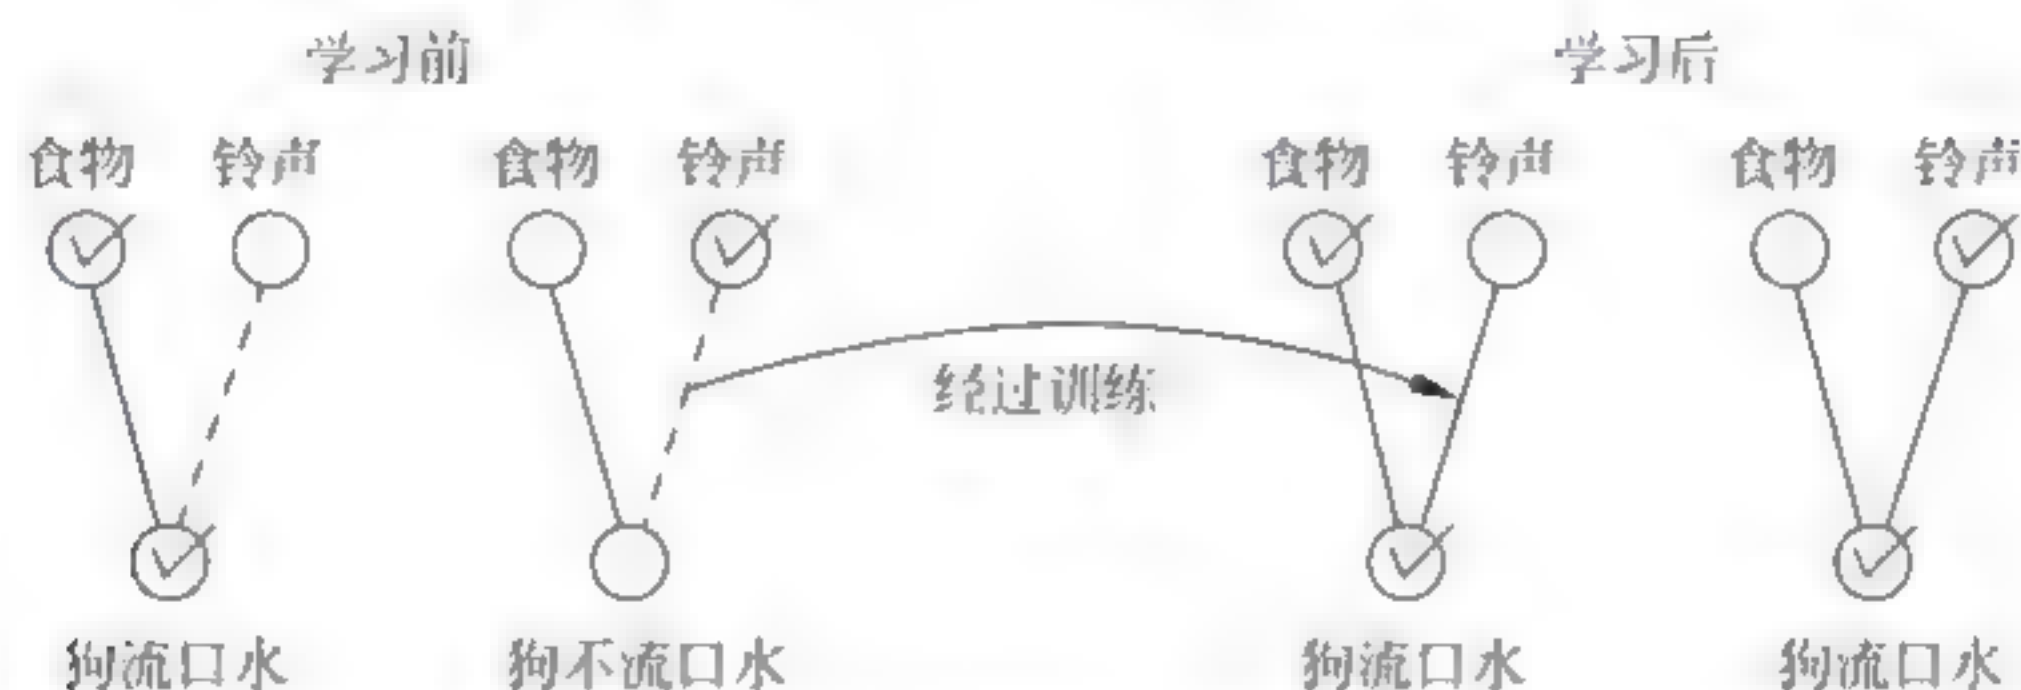 学习前 学习后
食物 铃声 食物 铃声 食物 铃声 食物 铃声
经过训练
狗流口水 狗不流口水 狗流口水 狗流口水